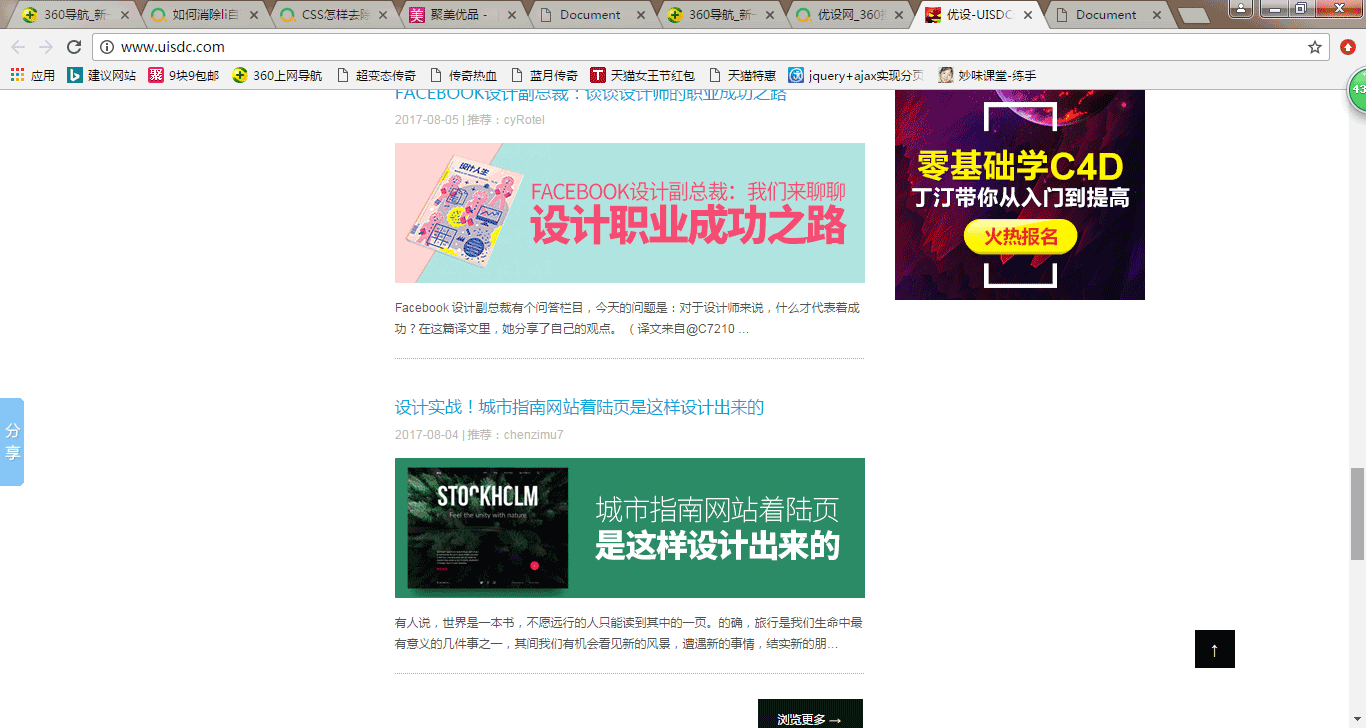 360导航_新一
如何消除li自
CSS怎样去除
聚美优品 -
Document
360导航_新一
优设网_360搜
优设-UISDC
Document
www.uisdc.com
应用
建议网站
9块9包邮
360上网导航
超变态传奇
传奇热血
蓝月传奇
天猫女王节红包
天猫特惠
jquery+ajax实现分页
妙味课堂-练手
43
FACEBOOK设计副总裁：谈谈设计师的职业成功之路
2017-08-05 | 推荐：cyRotel
设计人生
FACEBOOK设计副总裁：我们来聊聊
设计职业成功之路
Facebook 设计副总裁有个问答栏目，今天的问题是：对于设计师来说，什么才代表着成
功？在这篇译文里，她分享了自己的观点。 （译文来自@C7210 ...
零基础学C4D
丁汀带你从入门到提高
火热报名
分
享
设计实战！城市指南网站着陆页是这样设计出来的
2017-08-04 | 推荐：chenzimu7
STOCKHOLM
Feel the unity with nature
城市指南网站着陆页
是这样设计出来的
有人说，世界是一本书，不愿远行的人只能读到其中的一页。的确，旅行是我们生命中最
有意义的几件事之一，其间我们有机会看见新的风景，遭遇新的事情，结实新的朋...
↑
浏览更多 →